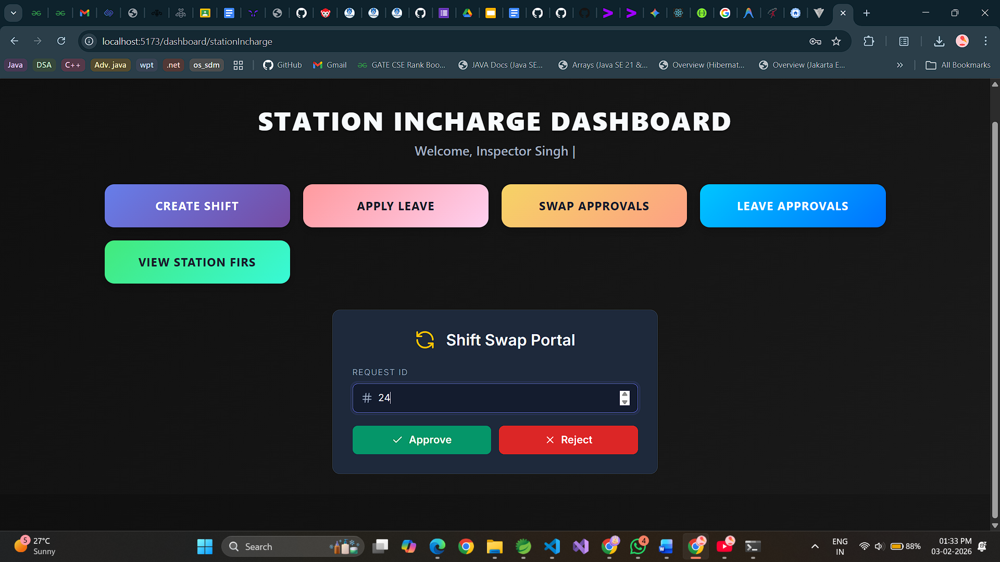 localhost:5173/dashboard/stationIncharge
Java DSA C++ Adv. java wpt .net os_sdm GitHub Gmail GATE CSE Rank Boo... JAVA Docs (Java SE... Arrays (Java SE 21 &... Overview (Hibernat... Overview (Jakarta E... » All Bookmarks
STATION INCHARGE DASHBOARD
Welcome, Inspector Singh |
CREATE SHIFT APPLY LEAVE SWAP APPROVALS LEAVE APPROVALS
VIEW STATION FIRS
Shift Swap Portal
REQUEST ID
# 24
Approve Reject
5 27°C
Sunny
Search
4
ENG
IN
88%
01:33 PM
03-02-2026